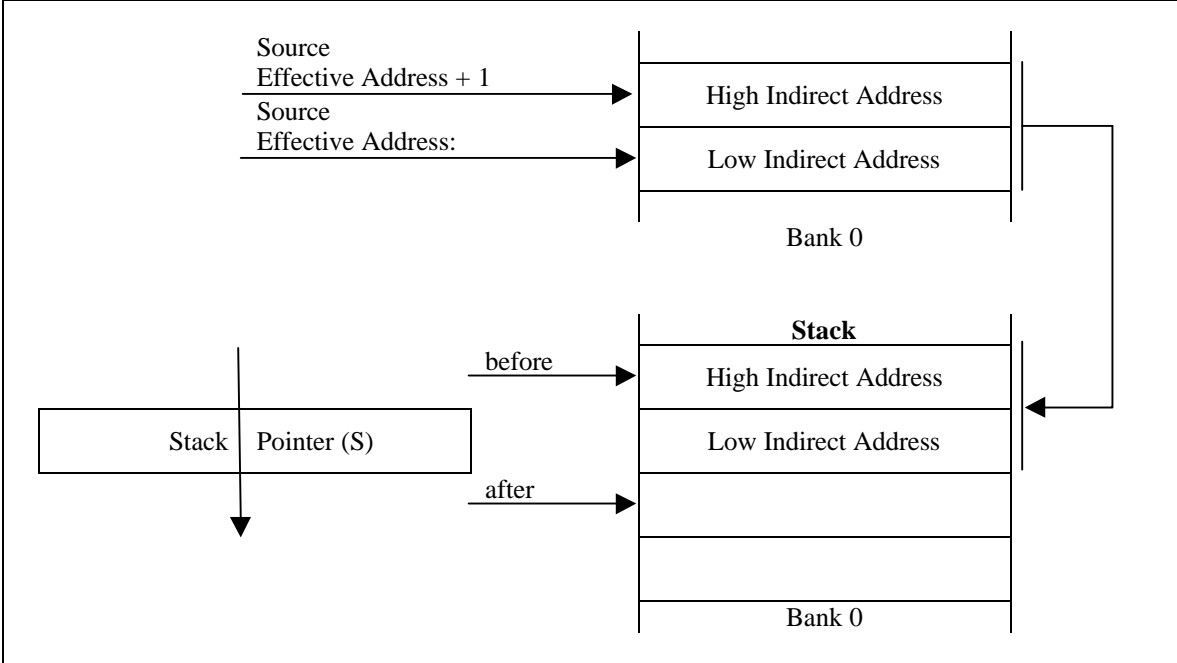 Source
Effective Address + 1
High Indirect Address
Source
Effective Address:
Low Indirect Address
Bank 0
Stack
before
High Indirect Address
Stack Pointer (S)
Low Indirect Address
after
Bank 0